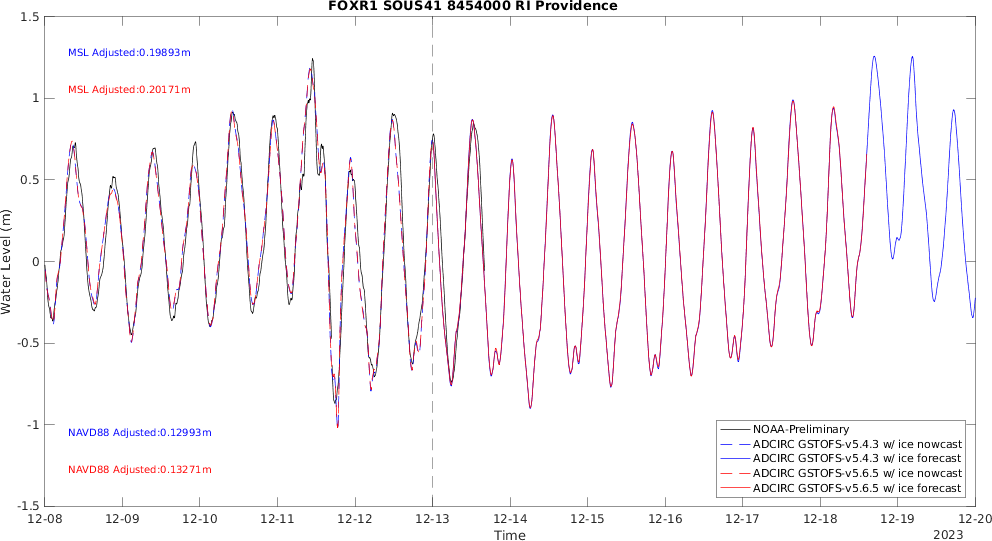 FOXR1 SOUS41 8454000 RI Providence
1.5
MSL Adjusted:0.19893m
MSL Adjusted:0.20171m
1
0.5
0
-0.5
-1
-1.5
Water Level (m)
NAVD88 Adjusted:0.12993m
NAVD88 Adjusted:0.13271m
NOAA-Preliminary
ADCIRC GSTOFS-v5.4.3 w/ ice nowcast
ADCIRC GSTOFS-v5.4.3 w/ ice forecast
ADCIRC GSTOFS-v5.6.5 w/ ice nowcast
ADCIRC GSTOFS-v5.6.5 w/ ice forecast
12-08 12-09 12-10 12-11 12-12 12-13 12-14 12-15 12-16 12-17 12-18 12-19 12-20
Time
2023